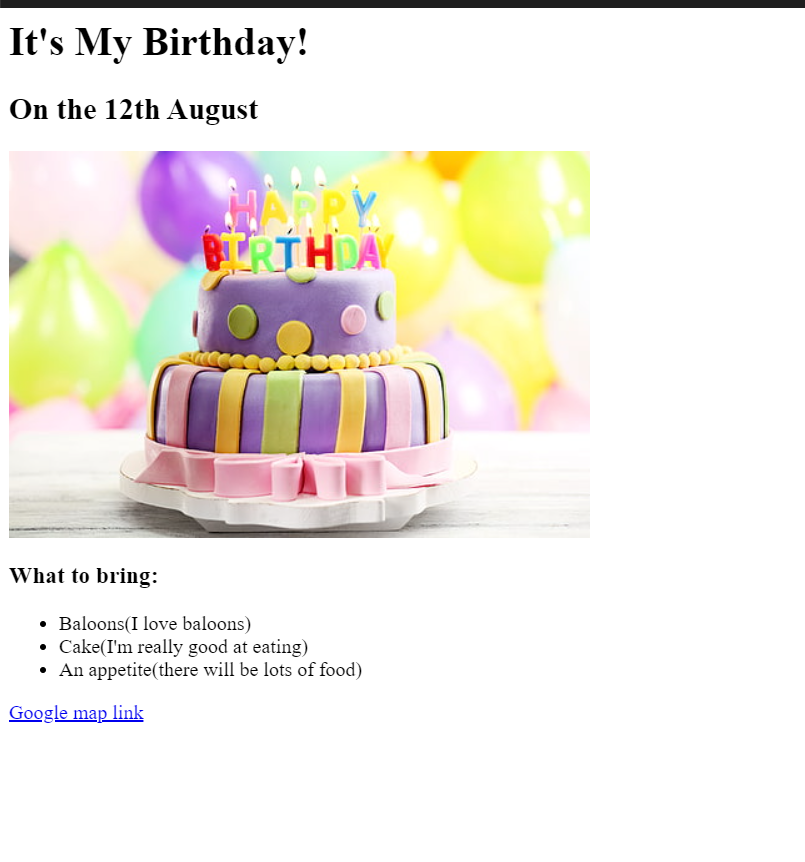 It's My Birthday!
On the 12th August
HAPPY
BIRTHDAY
What to bring:
Baloons(I love baloons)
Cake(I'm really good at eating)
An appetite(there will be lots of food)
Google map link